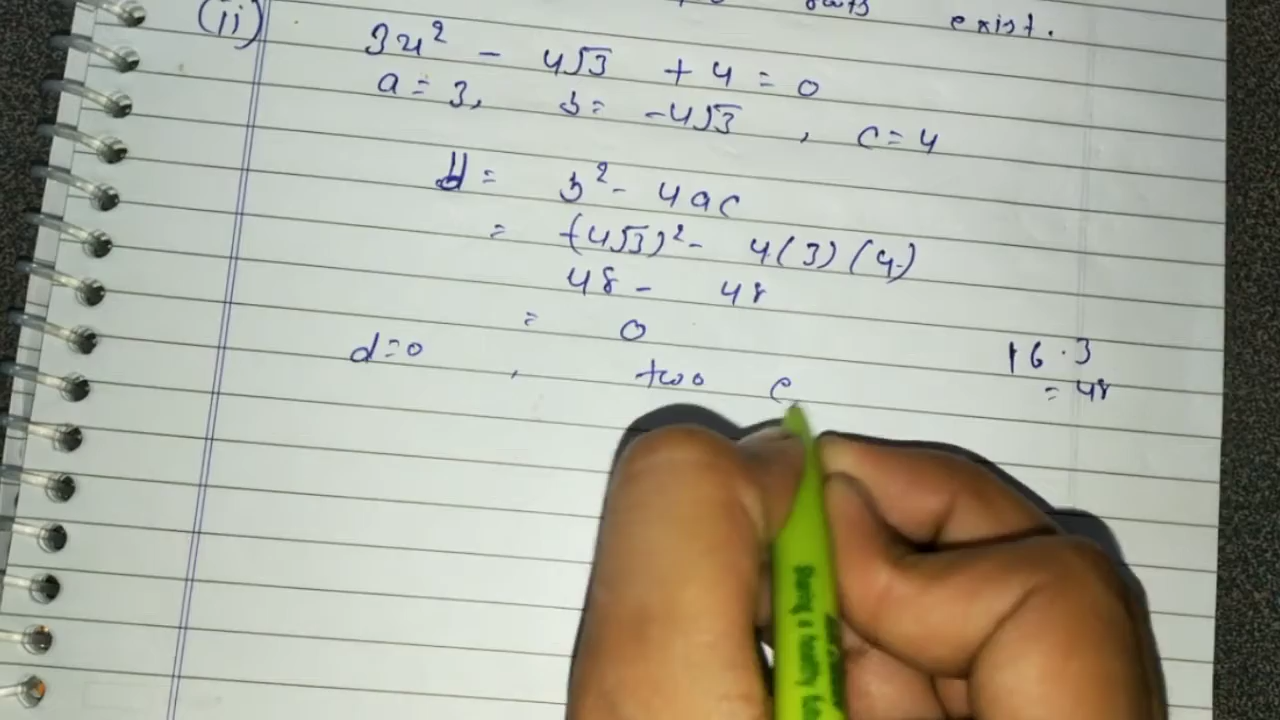 exist.
(ii) 3x² - 4√3 + 4 = 0
a = 3, b = -4√3 , c = 4
d = b² - 4ac
= (-4√3)² - 4(3)(4)
48 - 48
= 0
16·3
= 48
d=0 , two e